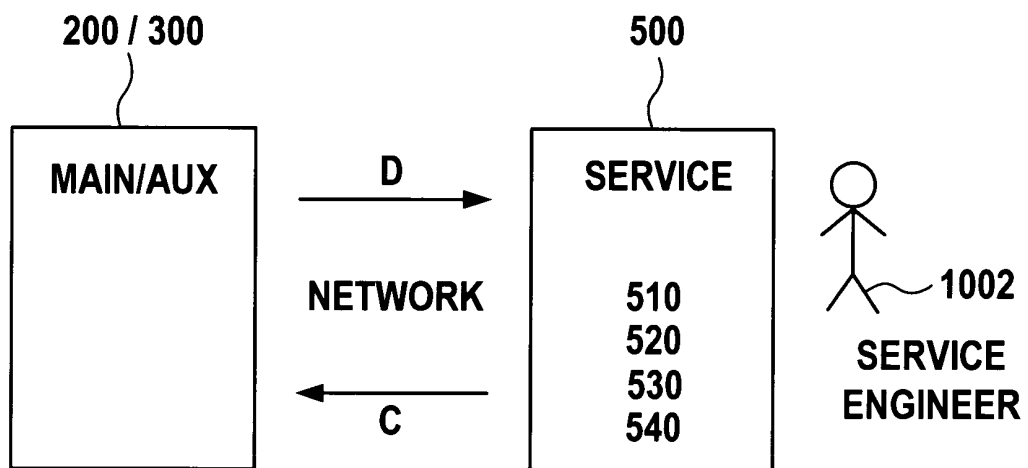 200 / 300
500
MAIN/AUX
D
SERVICE
NETWORK
510
520
530
540
1002
SERVICE
ENGINEER
C